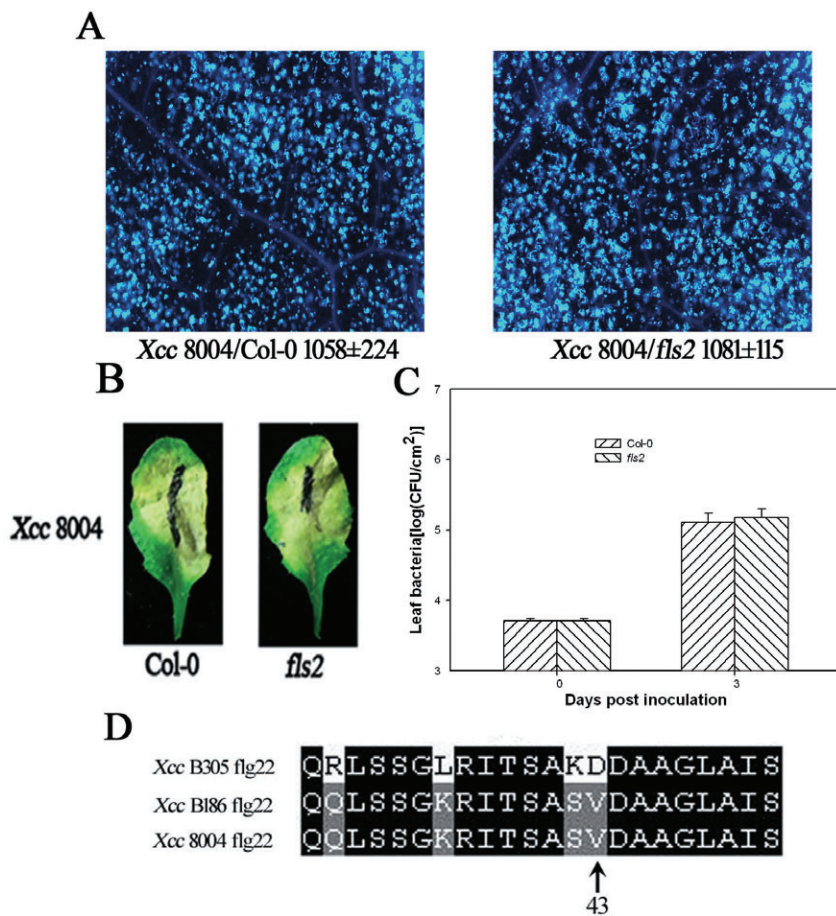 A
Xcc 8004/Col-0 1058±224
Xcc 8004/fls2 1081±115
B
Xcc 8004
Col-0
fls2
C
7
6
5
4
3
Leaf bacteria[log(CFU/cm²)]
Col-0
fls2
0
3
Days post inoculation
D
Xcc B305 flg22 QRLSSGLRITSAKDDAAGLAIS
Xcc B186 flg22 QQLSSGKRITSASVDAAGLAIS
Xcc 8004 flg22 QQLSSGKRITSASVDAAGLAIS
43